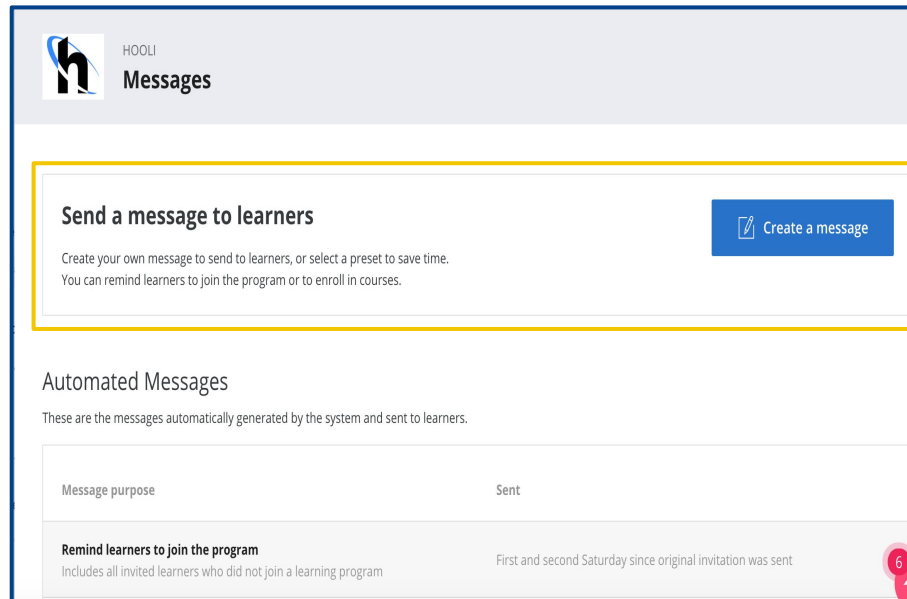 HOOLI
Messages
Send a message to learners
Create a message
Create your own message to send to learners, or select a preset to save time.
You can remind learners to join the program or to enroll in courses.
Automated Messages
These are the messages automatically generated by the system and sent to learners.
Message purpose Sent
Remind learners to join the program
Includes all invited learners who did not join a learning program
First and second Saturday since original invitation was sent
6